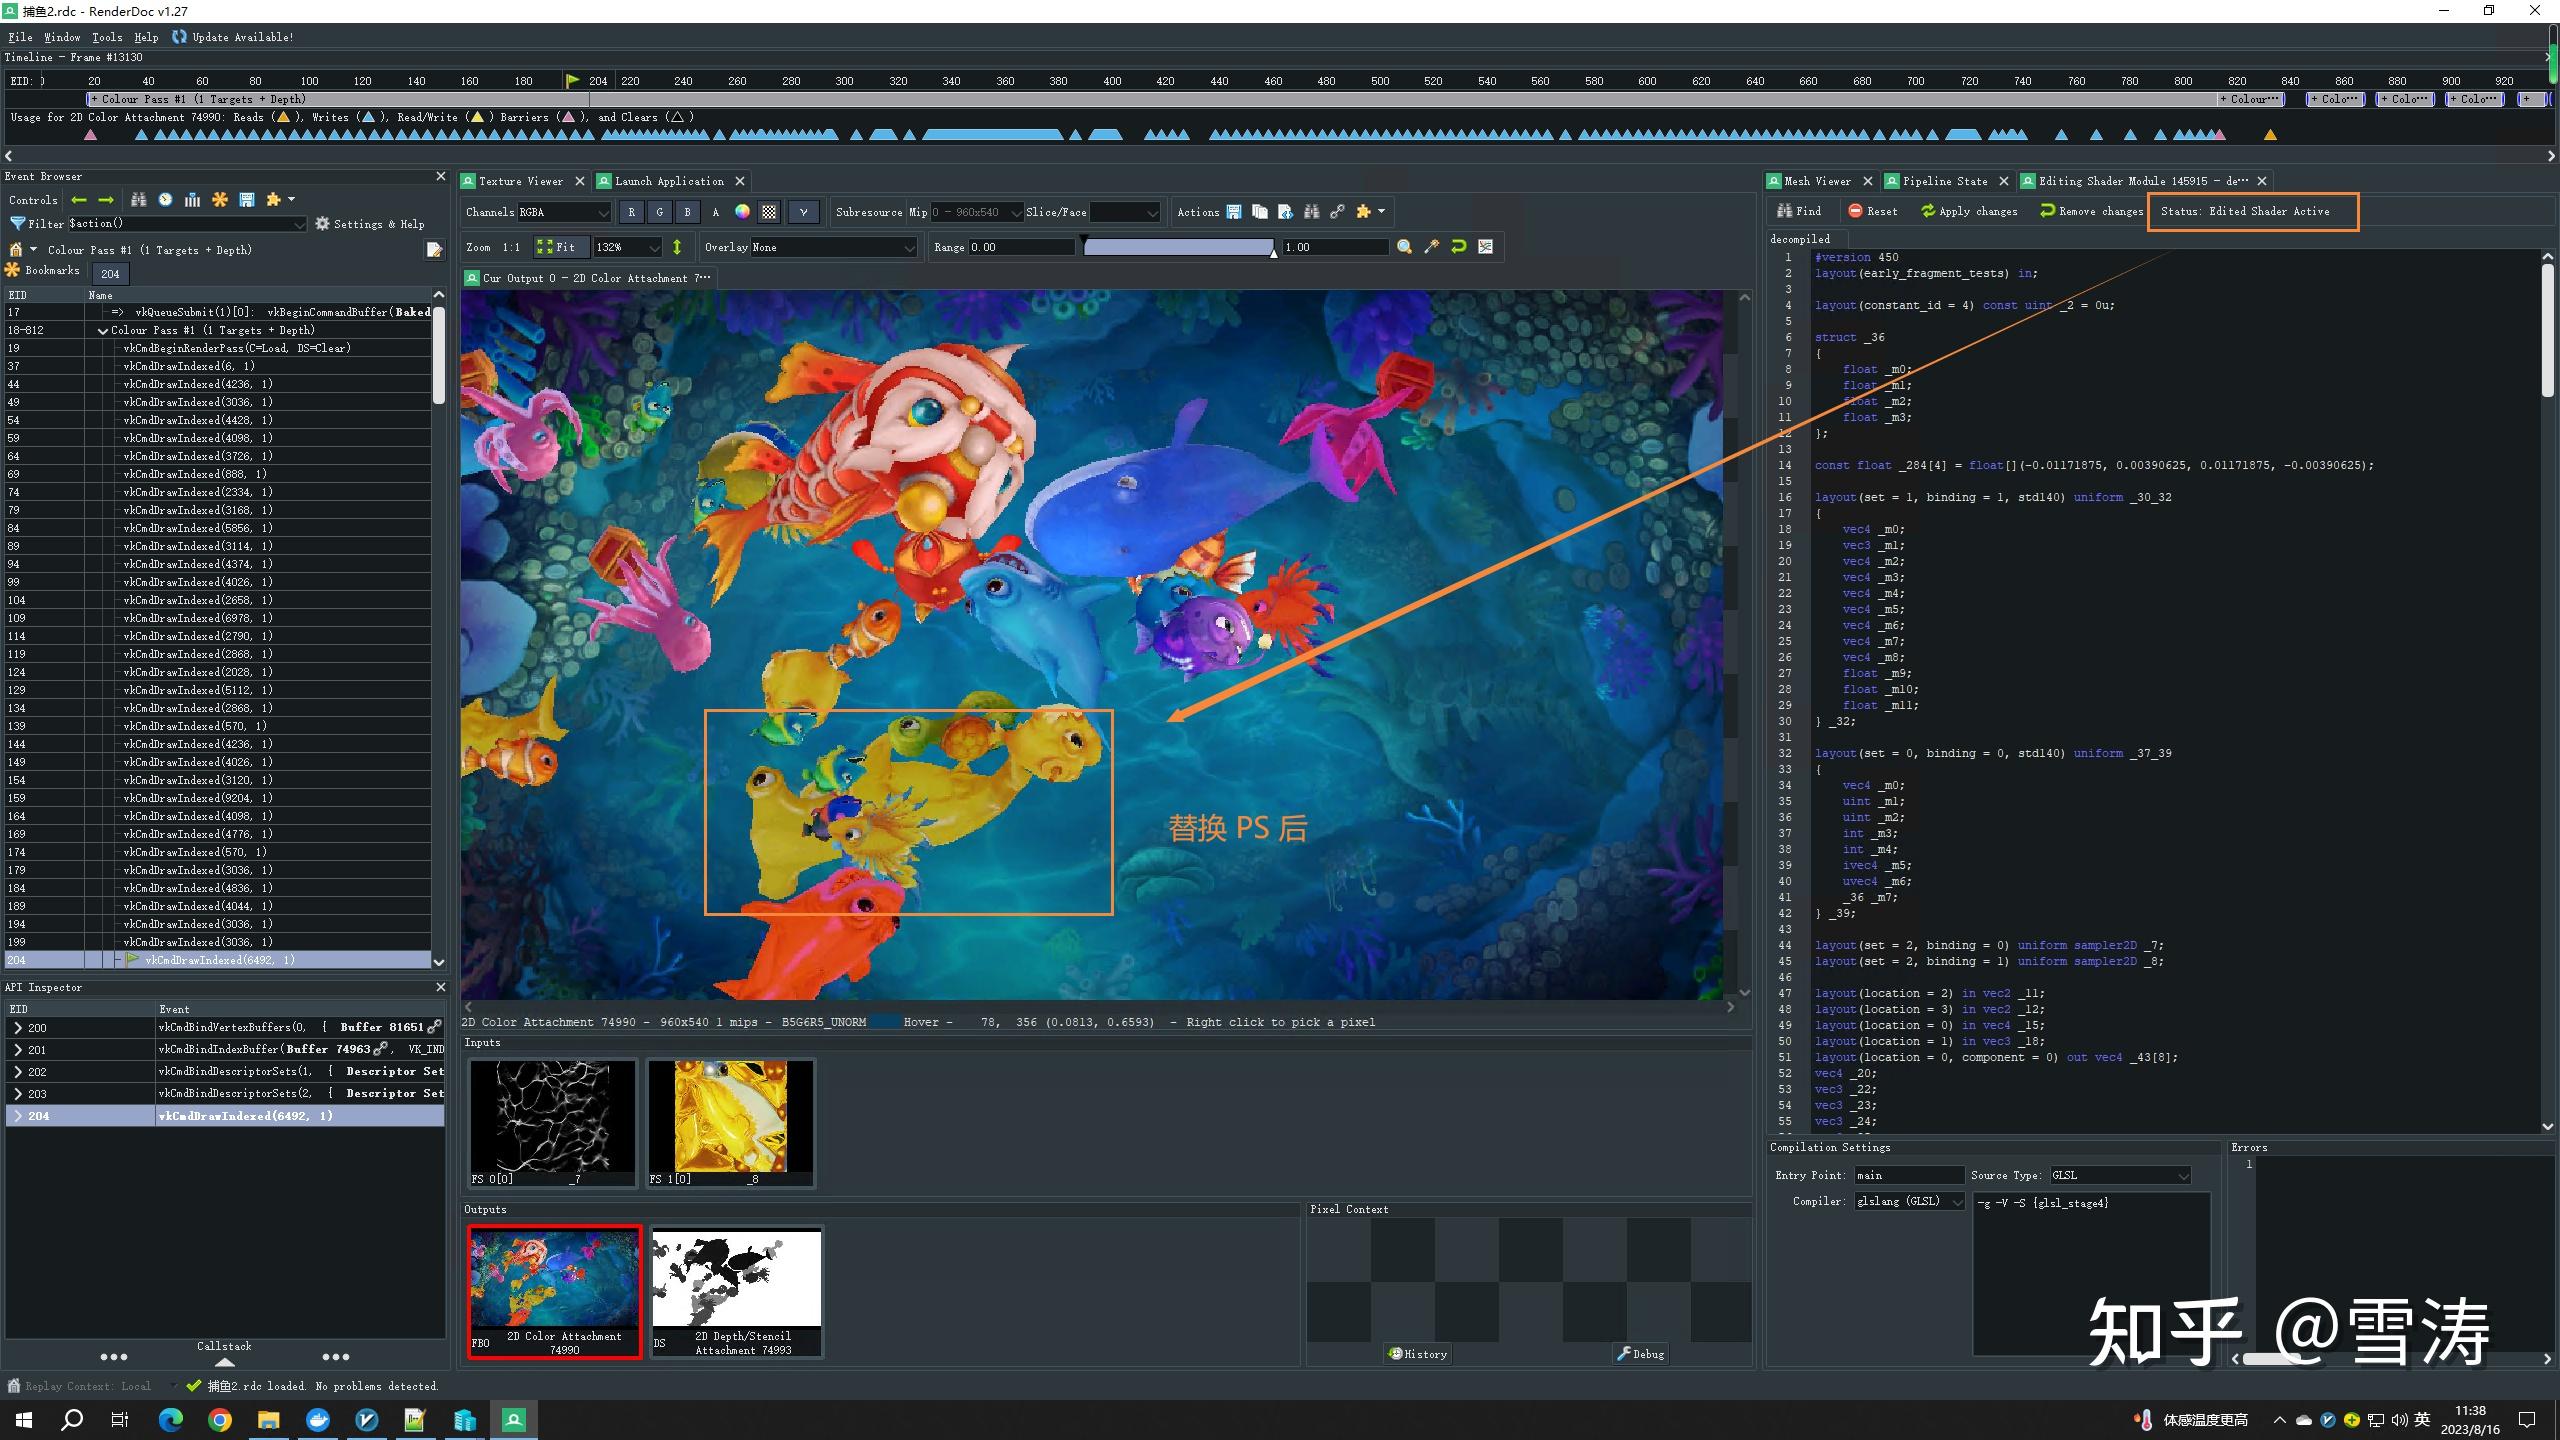 捕鱼2.rdc - RenderDoc v1.27
File Window Tools Help Update Available!
Timeline - Frame #13130
EID: 20 40 60 80 100 120 140 160 180 204 220 240 260 280 300 320 340 360 380 400 420 440 460 480 500 520 540 560 580 600 620 640 660 680 700 720 740 760 780 800 820 840 860 880 900 920
+ Colour Pass #1 (1 Targets + Depth) + Colour··· + Colo··· + Colo··· + Colo··· +
Usage for 2D Color Attachment 74990: Reads ( ), Writes ( ), Read/Write ( ) Barriers ( ), and Clears ( )
Event Browser
Controls
Filter $action() Settings & Help
Colour Pass #1 (1 Targets + Depth)
Bookmarks 204
EID Name
17 => vkQueueSubmit(1)[0]: vkBeginCommandBuffer(Baked
18-812 Colour Pass #1 (1 Targets + Depth)
19 vkCmdBeginRenderPass(C=Load, DS=Clear)
37 vkCmdDrawIndexed(6, 1)
44 vkCmdDrawIndexed(4236, 1)
49 vkCmdDrawIndexed(3036, 1)
54 vkCmdDrawIndexed(4428, 1)
59 vkCmdDrawIndexed(4098, 1)
64 vkCmdDrawIndexed(3726, 1)
69 vkCmdDrawIndexed(888, 1)
74 vkCmdDrawIndexed(2334, 1)
79 vkCmdDrawIndexed(3168, 1)
84 vkCmdDrawIndexed(5856, 1)
89 vkCmdDrawIndexed(3114, 1)
94 vkCmdDrawIndexed(4374, 1)
99 vkCmdDrawIndexed(4026, 1)
104 vkCmdDrawIndexed(2658, 1)
109 vkCmdDrawIndexed(6978, 1)
114 vkCmdDrawIndexed(2790, 1)
119 vkCmdDrawIndexed(2868, 1)
124 vkCmdDrawIndexed(2028, 1)
129 vkCmdDrawIndexed(5112, 1)
134 vkCmdDrawIndexed(2868, 1)
139 vkCmdDrawIndexed(570, 1)
144 vkCmdDrawIndexed(4236, 1)
149 vkCmdDrawIndexed(4026, 1)
154 vkCmdDrawIndexed(3120, 1)
159 vkCmdDrawIndexed(9204, 1)
164 vkCmdDrawIndexed(4098, 1)
169 vkCmdDrawIndexed(4776, 1)
174 vkCmdDrawIndexed(570, 1)
179 vkCmdDrawIndexed(3036, 1)
184 vkCmdDrawIndexed(4836, 1)
189 vkCmdDrawIndexed(4044, 1)
194 vkCmdDrawIndexed(3036, 1)
199 vkCmdDrawIndexed(3036, 1)
204 vkCmdDrawIndexed(6492, 1)
API Inspector
EID Event
200 vkCmdBindVertexBuffers(0, { Buffer 81651
201 vkCmdBindIndexBuffer(Buffer 74963 , VK_IND
202 vkCmdBindDescriptorSets(1, { Descriptor Set
203 vkCmdBindDescriptorSets(2, { Descriptor Set
204 vkCmdDrawIndexed(6492, 1)
Callstack
Replay Context: Local 捕鱼2.rdc loaded. No problems detected.
Texture Viewer Launch Application
Channels RGBA R G B A γ Subresource Mip 0 - 960x540 Slice/Face Actions
Zoom 1:1 Fit 132% Overlay None Range 0.00 1.00
Cur Output 0 - 2D Color Attachment 7···
替换 PS 后
2D Color Attachment 74990 - 960x540 1 mips - B5G6R5_UNORM Hover - 78, 356 (0.0813, 0.6593) - Right click to pick a pixel
Inputs
FS 0[0] _7 FS 1[0] _8
Outputs
FB0 2D Color Attachment 74990 DS 2D Depth/Stencil Attachment 74993
Pixel Context
History Debug
Mesh Viewer Pipeline State Editing Shader Module 145915 - de···
Find Reset Apply changes Remove changes Status: Edited Shader Active
decompiled
1 #version 450
2 layout(early_fragment_tests) in;
3
4 layout(constant_id = 4) const uint _2 = 0u;
5
6 struct _36
7 {
8 float _m0;
9 float _m1;
10 float _m2;
11 float _m3;
12 };
13
14 const float _284[4] = float[](-0.01171875, 0.00390625, 0.01171875, -0.00390625);
15
16 layout(set = 1, binding = 1, std140) uniform _30_32
17 {
18 vec4 _m0;
19 vec3 _m1;
20 vec4 _m2;
21 vec4 _m3;
22 vec4 _m4;
23 vec4 _m5;
24 vec4 _m6;
25 vec4 _m7;
26 vec4 _m8;
27 float _m9;
28 float _m10;
29 float _m11;
30 } _32;
31
32 layout(set = 0, binding = 0, std140) uniform _37_39
33 {
34 vec4 _m0;
35 uint _m1;
36 uint _m2;
37 int _m3;
38 int _m4;
39 ivec4 _m5;
40 uvec4 _m6;
41 _36 _m7;
42 } _39;
43
44 layout(set = 2, binding = 0) uniform sampler2D _7;
45 layout(set = 2, binding = 1) uniform sampler2D _8;
46
47 layout(location = 2) in vec2 _11;
48 layout(location = 3) in vec2 _12;
49 layout(location = 0) in vec4 _15;
50 layout(location = 1) in vec3 _18;
51 layout(location = 0, component = 0) out vec4 _43[8];
52 vec4 _20;
53 vec3 _22;
54 vec3 _23;
55 vec3 _24;
Compilation Settings
Entry Point: main Source Type: GLSL
Compiler: glslang (GLSL) -g -V -S {glsl_stage4}
Errors
1
知乎 @雪涛
体感温度更高 英 11:38
2023/8/16